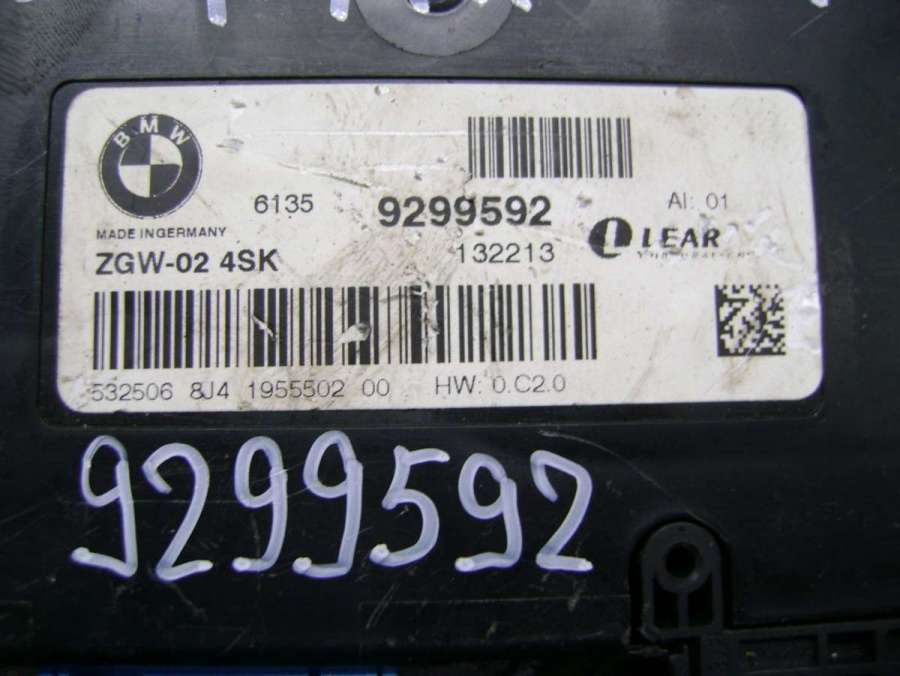 BMW
6135 9299592 AI: 01
MADE IN GERMANY
ZGW-02 4SK 132213 LEAR
532506 8J4 1955502 00 HW: 0.C2.0
9299592